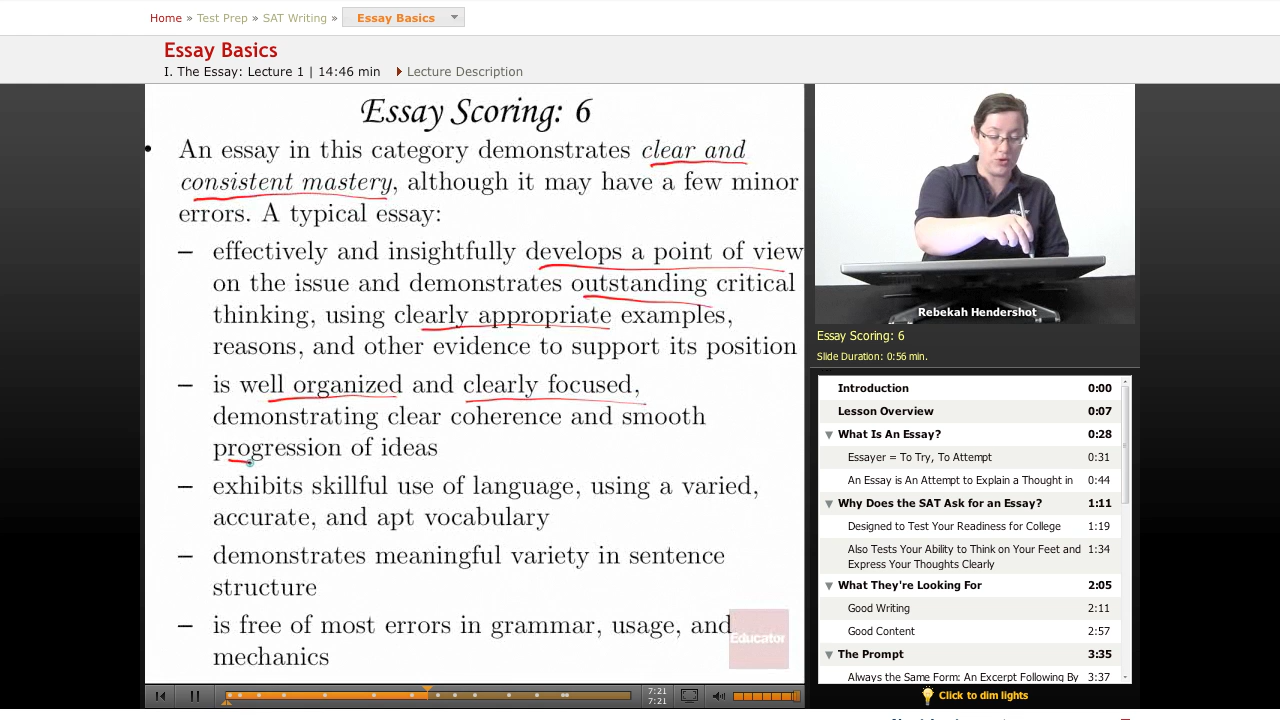 Home » Test Prep » SAT Writing » Essay Basics
Essay Basics
I. The Essay: Lecture 1 | 14:46 min Lecture Description
Essay Scoring: 6
• An essay in this category demonstrates clear and
consistent mastery, although it may have a few minor
errors. A typical essay:
– effectively and insightfully develops a point of view
on the issue and demonstrates outstanding critical
thinking, using clearly appropriate examples,
reasons, and other evidence to support its position
– is well organized and clearly focused,
demonstrating clear coherence and smooth
progression of ideas
– exhibits skillful use of language, using a varied,
accurate, and apt vocabulary
– demonstrates meaningful variety in sentence
structure
– is free of most errors in grammar, usage, and
mechanics
Educator
7:21
7:21
Rebekah Hendershot
Essay Scoring: 6
Slide Duration: 0:56 min.
Introduction 0:00
Lesson Overview 0:07
What Is An Essay? 0:28
Essayer = To Try, To Attempt 0:31
An Essay is An Attempt to Explain a Thought in 0:44
Why Does the SAT Ask for an Essay? 1:11
Designed to Test Your Readiness for College 1:19
Also Tests Your Ability to Think on Your Feet and 1:34
Express Your Thoughts Clearly
What They're Looking For 2:05
Good Writing 2:11
Good Content 2:57
The Prompt 3:35
Always the Same Form: An Excerpt Following By 3:37
Click to dim lights